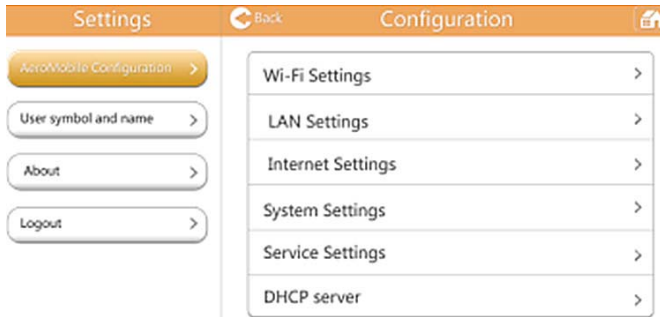 Settings
Back
Configuration
AeroMobile Configuration
User symbol and name
About
Logout
Wi-Fi Settings
LAN Settings
Internet Settings
System Settings
Service Settings
DHCP server